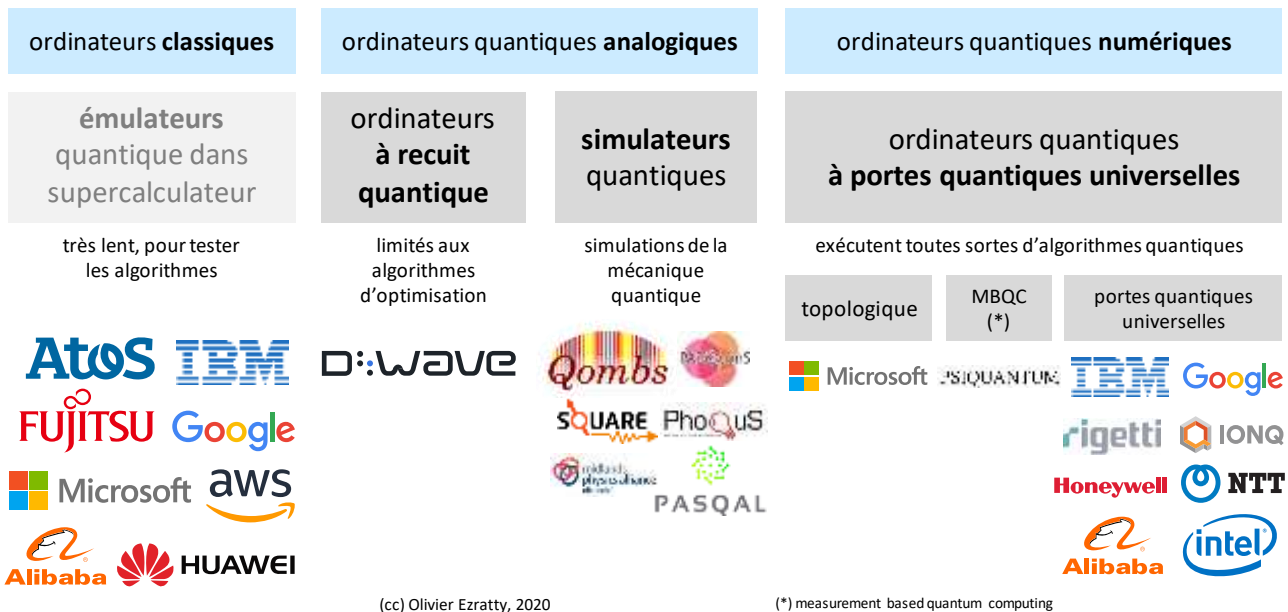 ordinateurs classiques
ordinateurs quantiques analogiques
ordinateurs quantiques numériques
émulateurs
quantique dans
supercalculateur
ordinateurs
à recuit
quantique
simulateurs
quantiques
ordinateurs quantiques
à portes quantiques universelles
très lent, pour tester
les algorithmes
limités aux
algorithmes
d'optimisation
simulations de la
mécanique
quantique
exécutent toutes sortes d'algorithmes quantiques
topologique
MBQC
(*)
portes quantiques
universelles
Atos
IBM
FUJITSU
Google
Microsoft
aws
Alibaba
HUAWEI
D:wave
Qombs
SQUARE
PhoQuS
midlands
physics alliance
PASQAL
Microsoft
PSIQUANTUM
IBM
Google
rigetti
IONQ
Honeywell
NTT
Alibaba
intel
(cc) Olivier Ezratty, 2020
(*) measurement based quantum computing